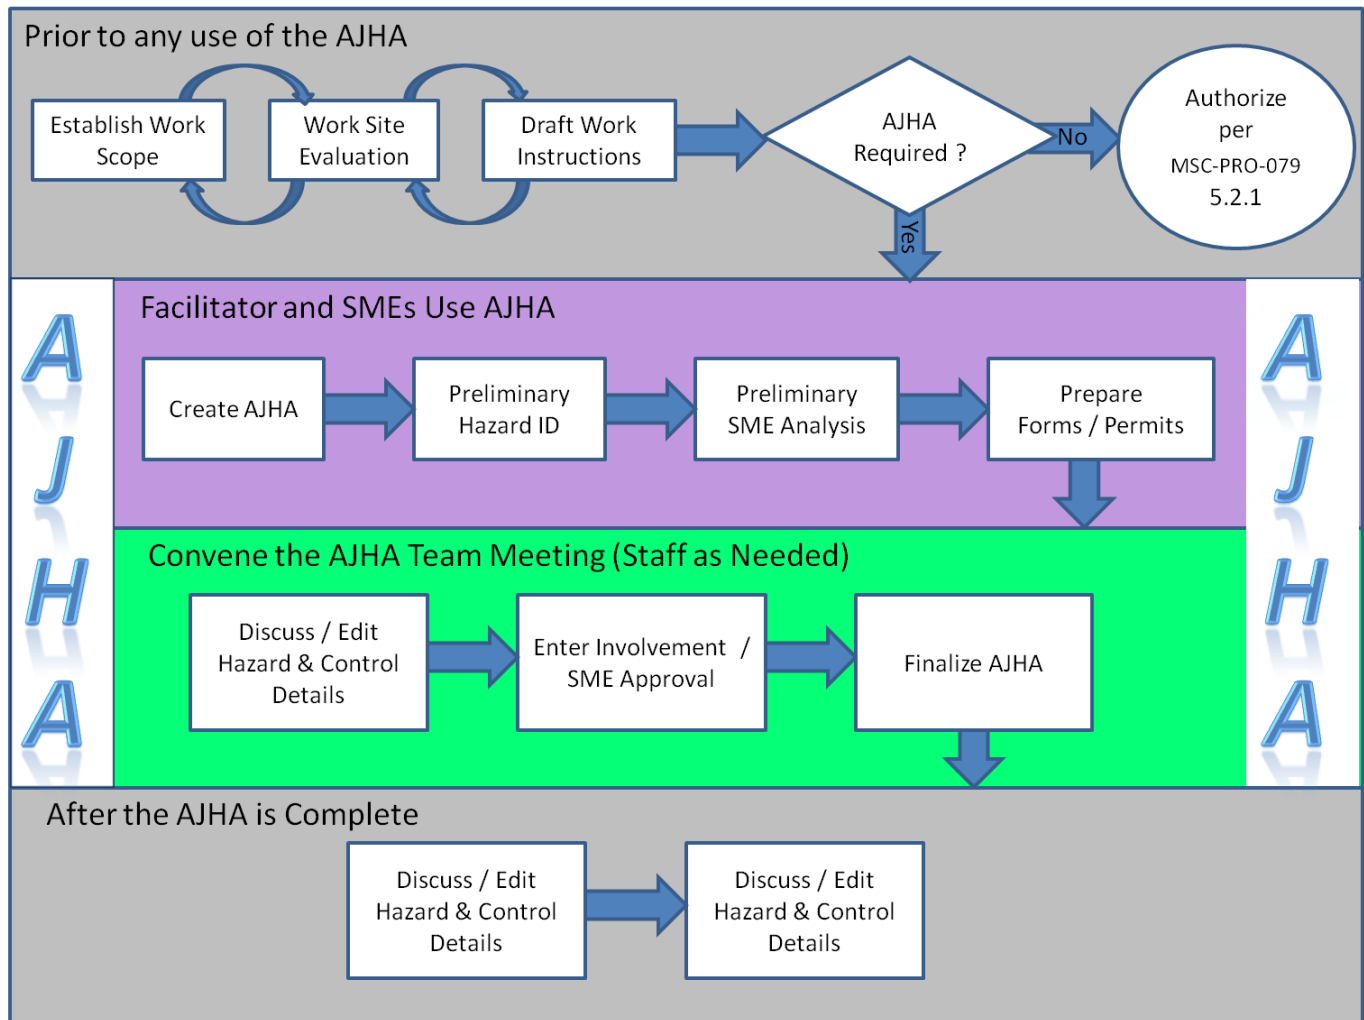 Prior to any use of the AJHA
Establish Work
Scope
Work Site
Evaluation
Draft Work
Instructions
AJHA
Required ?
No
Authorize
per
MSC-PRO-079
5.2.1
Yes
A
J
H
A
Facilitator and SMEs Use AJHA
Create AJHA
Preliminary
Hazard ID
Preliminary
SME Analysis
Prepare
Forms / Permits
Convene the AJHA Team Meeting (Staff as Needed)
Discuss / Edit
Hazard & Control
Details
Enter Involvement /
SME Approval
Finalize AJHA
A
J
H
A
After the AJHA is Complete
Discuss / Edit
Hazard & Control
Details
Discuss / Edit
Hazard & Control
Details